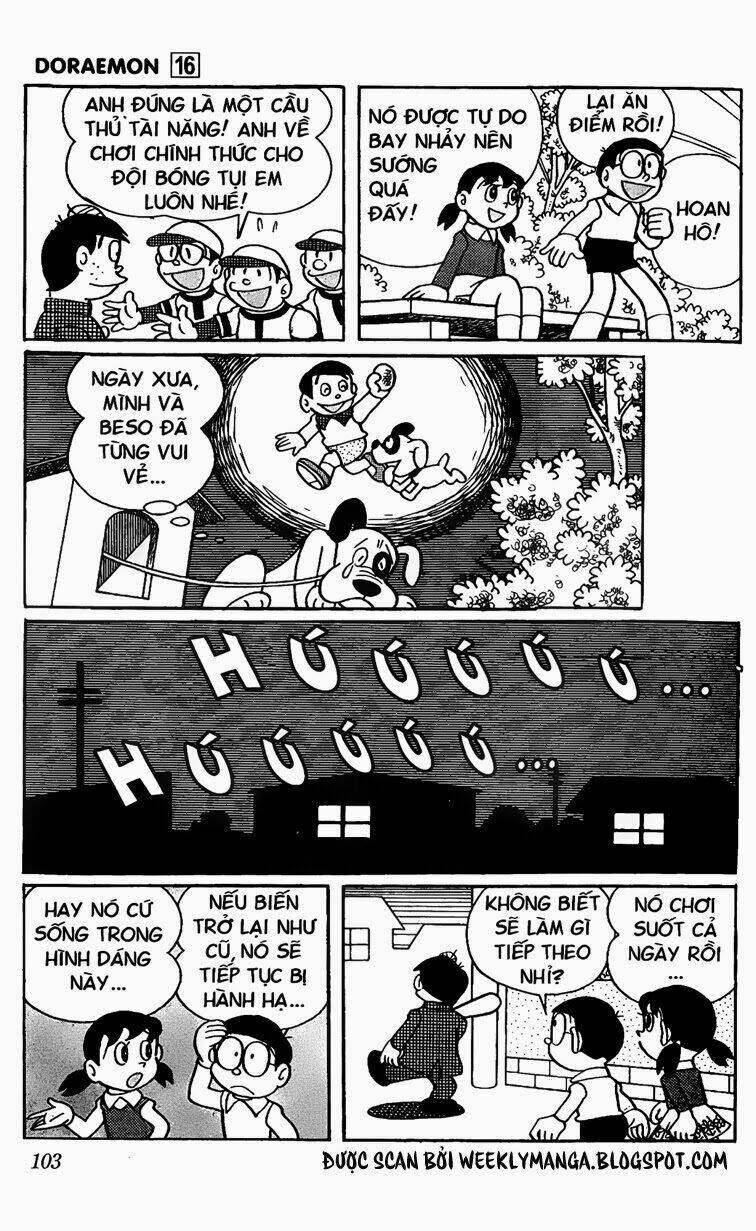 DORAEMON 16
ANH ĐÚNG LÀ MỘT CẦU
THỦ TÀI NĂNG! ANH VỀ
CHƠI CHÍNH THỨC CHO
ĐỘI BÓNG TỤI EM
LUÔN NHÉ!
NÓ ĐƯỢC TỰ DO
BAY NHẢY NÊN
SƯỚNG
QUÁ
ĐẤY!
LẠI ĂN
ĐIỂM RỒI!
HOAN
HÔ!
NGÀY XƯA,
MÌNH VÀ
BESO ĐÃ
TỪNG VUI
VẺ...
HÚÚÚÚÚ...
HÚÚÚÚÚ...
HAY NÓ CỨ
SỐNG TRONG
HÌNH DÁNG
NÀY...
NẾU BIẾN
TRỞ LẠI NHƯ
CŨ, NÓ SẼ
TIẾP TỤC BỊ
HÀNH HẠ...
KHÔNG BIẾT
SẼ LÀM GÌ
TIẾP THEO
NHỈ?
NÓ CHƠI
SUỐT CẢ
NGÀY RỒI
...
103
ĐƯỢC SCAN BỞI WEEKLYMANGA.BLOGSPOT.COM